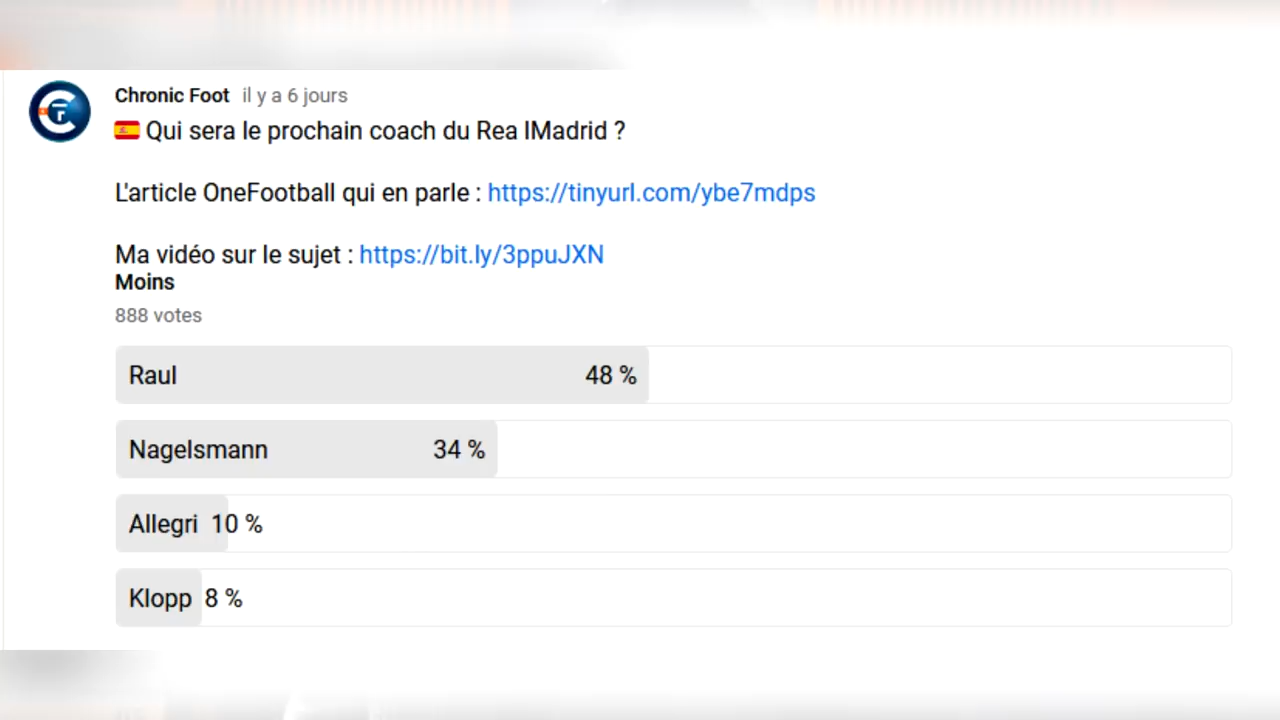 Chronic Foot il y a 6 jours
🇪🇸 Qui sera le prochain coach du Rea lMadrid ?
L'article OneFootball qui en parle : https://tinyurl.com/ybe7mdps
Ma vidéo sur le sujet : https://bit.ly/3ppuJXN
Moins
888 votes
Raul 48 %
Nagelsmann 34 %
Allegri 10 %
Klopp 8 %